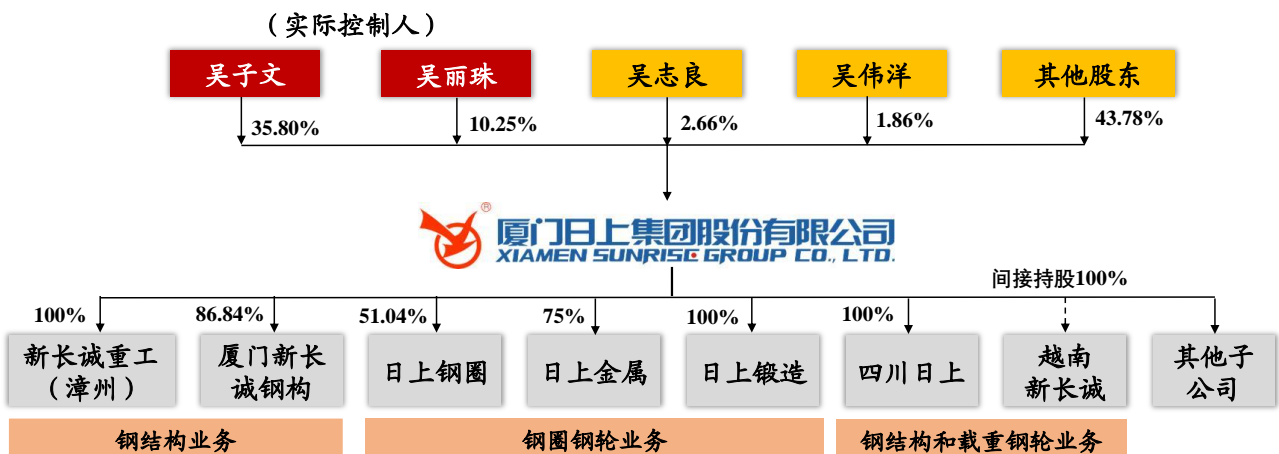 （实际控制人）
吴子文
吴丽珠
吴志良
吴伟洋
其他股东
35.80%
10.25%
2.66%
1.86%
43.78%
®
厦门日上集团股份有限公司
XIAMEN SUNRISE GROUP CO., LTD.
间接持股100%
100%
86.84%
51.04%
75%
100%
100%
新长诚重工
（漳州）
厦门新长
诚钢构
日上钢圈
日上金属
日上锻造
四川日上
越南
新长诚
其他子
公司
钢结构业务
钢圈钢轮业务
钢结构和载重钢轮业务